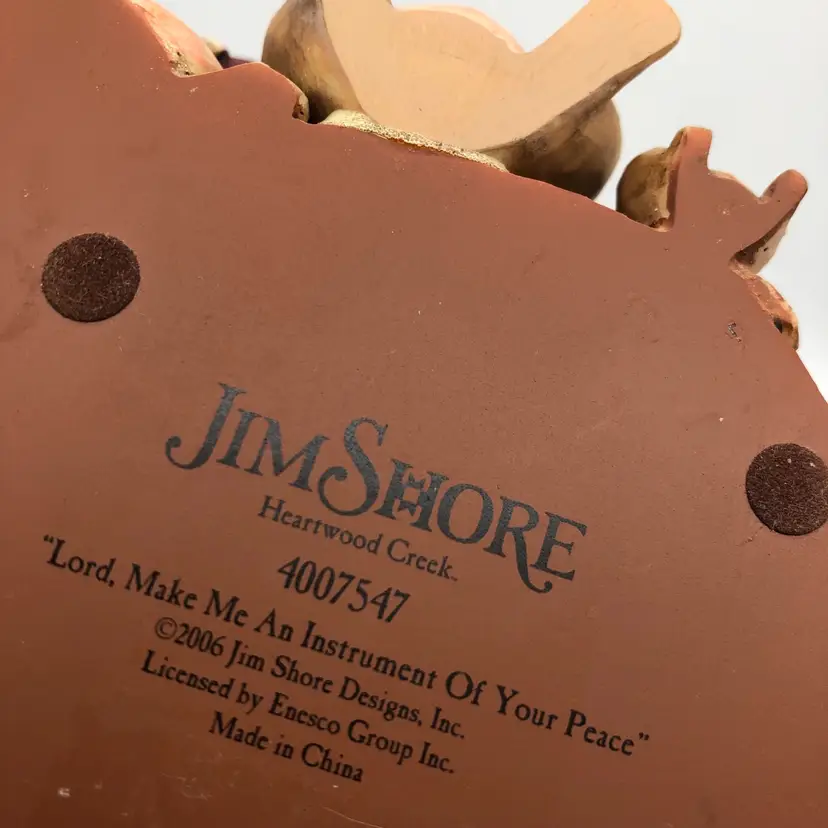 JIM SHORE
Heartwood Creek.
4007547
“Lord, Make Me An Instrument Of Your Peace”
©2006 Jim Shore Designs, Inc.
Licensed by Enesco Group Inc.
Made in China